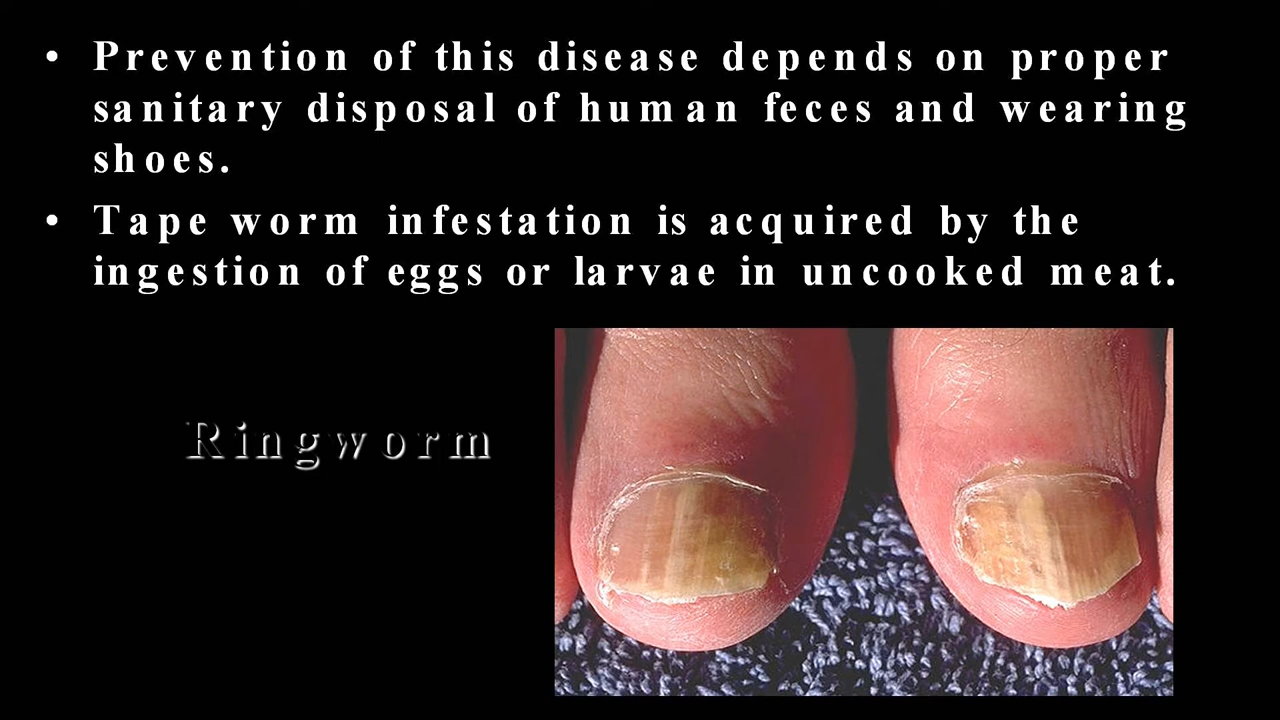 • Prevention of this disease depends on proper
sanitary disposal of human feces and wearing
shoes.
• Tape worm infestation is acquired by the
ingestion of eggs or larvae in uncooked meat.
Ringworm